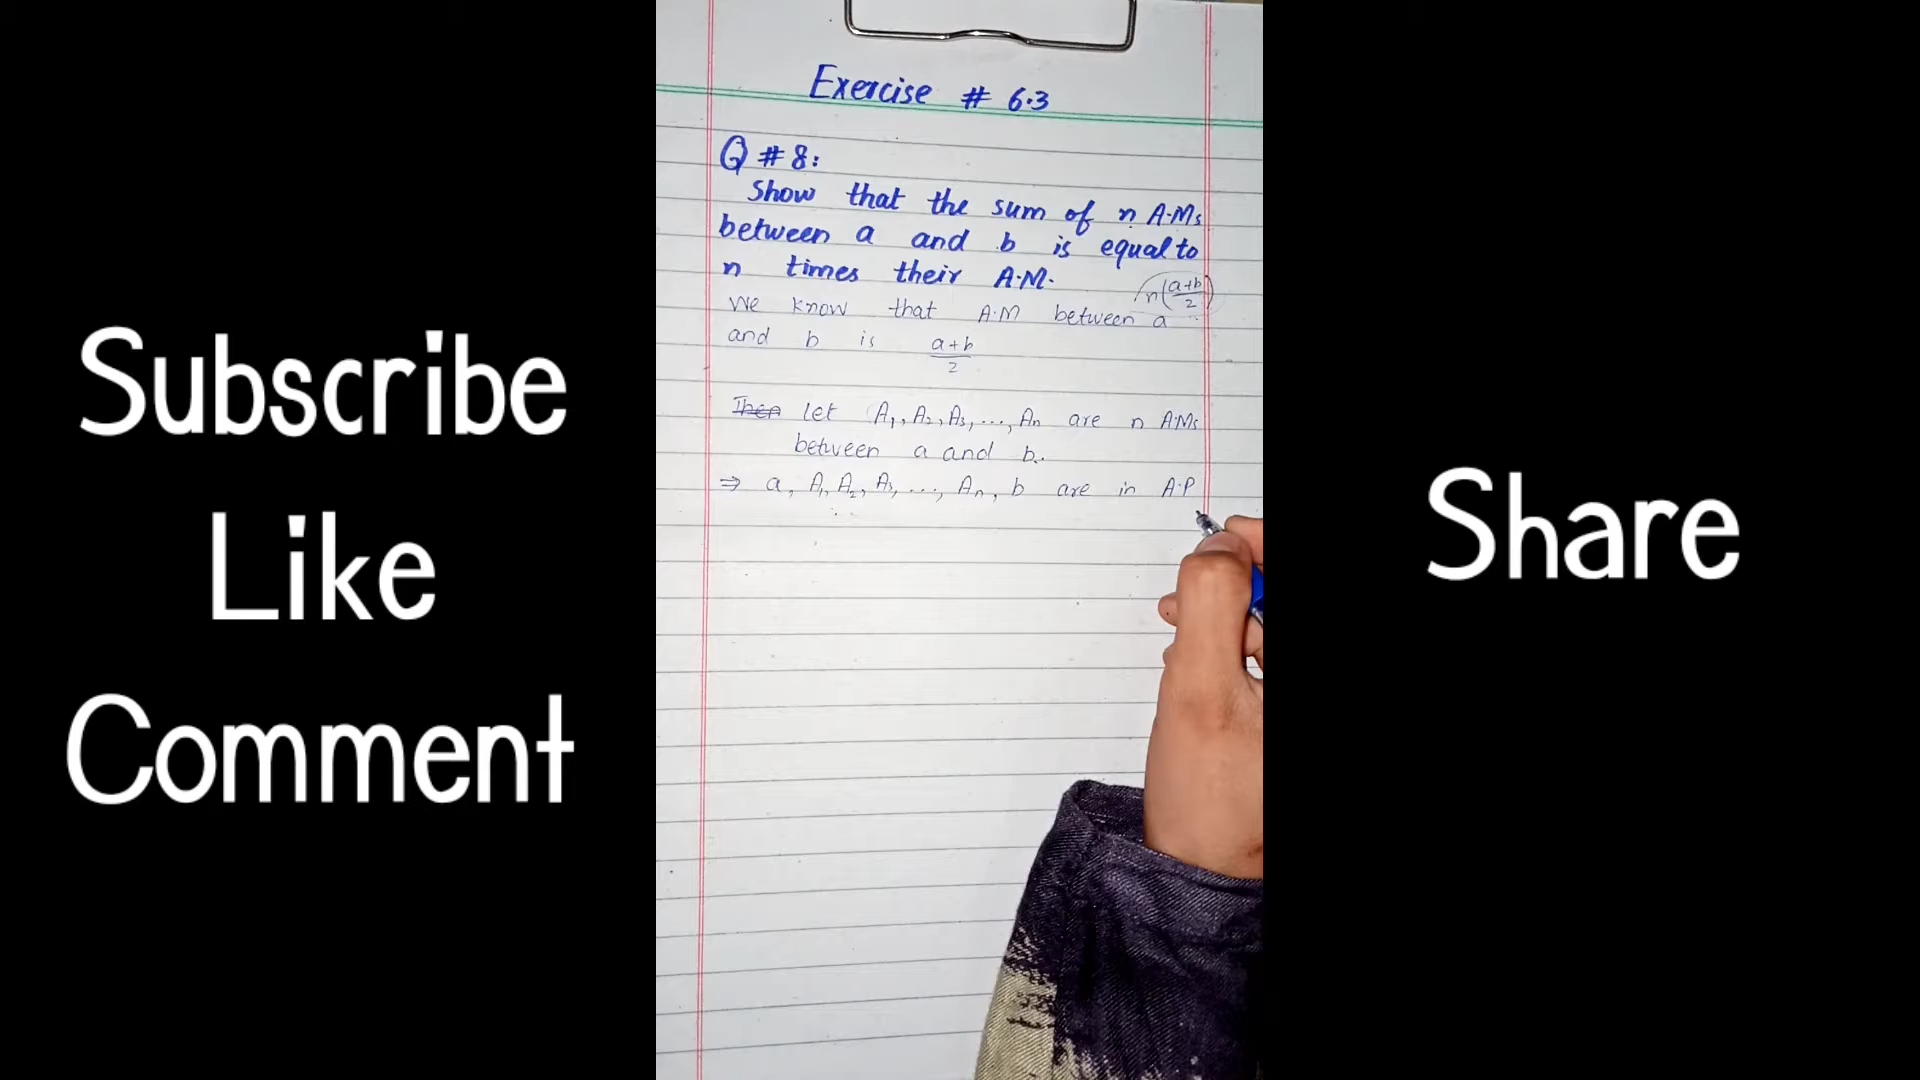 Subscribe
Like
Comment
Exercise # 6.3
Q # 8:
Show that the sum of n A.Ms
between a and b is equal to
n times their A.M.
n(a+b/2)
We know that A.M between a
and b is a+b/2
Then let A1, A2, A3, ..., An are n A.Ms
between a and b.
⇒ a, A1, A2, A3, ..., An, b are in A.P
Share